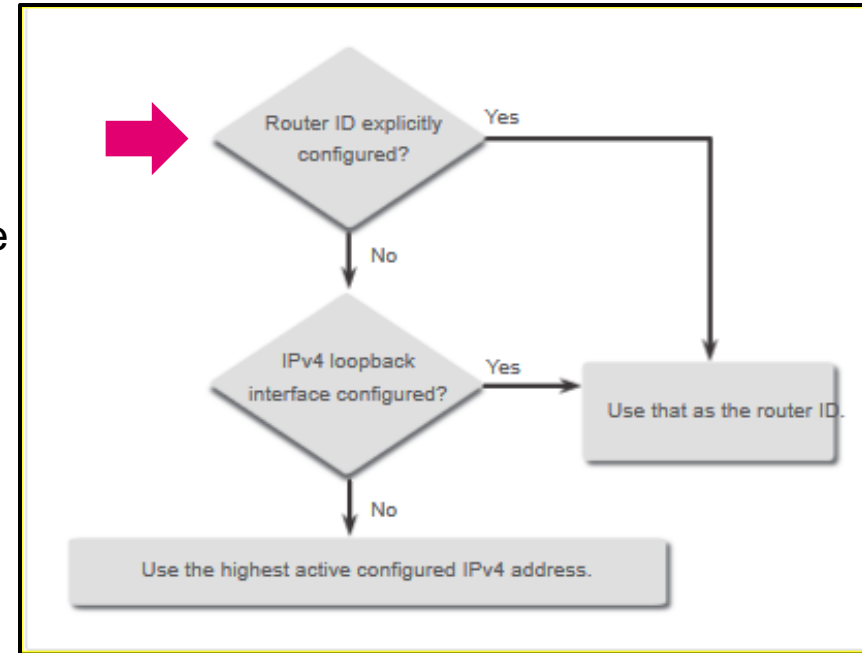 Router ID explicitly
configured?
Yes
e
No
IPv4 loopback
interface configured?
Yes
Use that as the router ID.
No
Use the highest active configured IPv4 address.